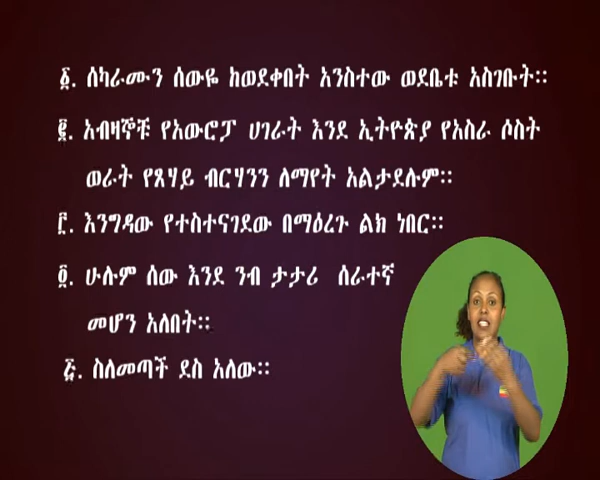 ፩. ሰካራሙን ሰውዬ ከወደቀበት አንስተው ወደቤቱ አስገቡት።
፪. አብዛኞቹ የአውሮፓ ሀገራት እንደ ኢትዮጵያ የአስራ ሶስት
ወራት የጸሃይ ብርሃንን ለማየት አልታደሉም።
፫. እንግዳው የተስተናገደው በማዕረጉ ልክ ነበር።
፬. ሁሉም ሰው እንደ ንብ ታታሪ ሰራተኛ
መሆን አለበት።
፭. ስለመጣች ደስ አለው።